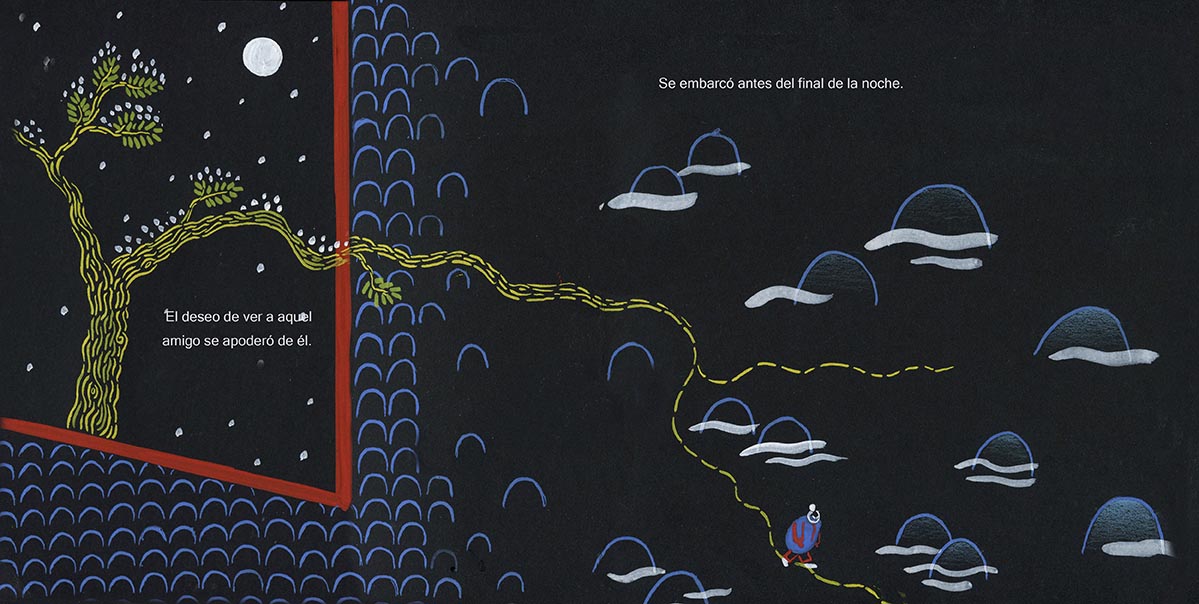 El deseo de ver a aquel
amigo se apoderó de él.
Se embarcó antes del final de la noche.